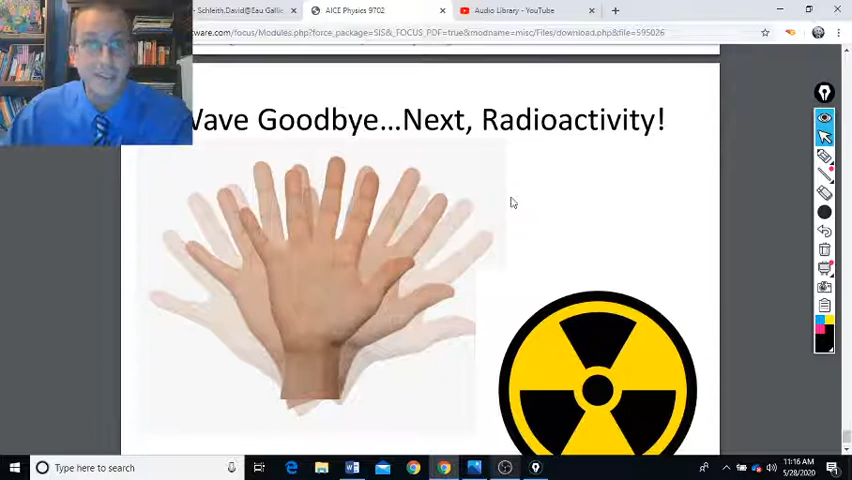 Schleith,David@Eau Galli
AICE Physics 9702
Audio Library - YouTube
tware.com/focus/Modules.php?force_package=SIS&_FOCUS_PDF=true&modname=misc/Files/download.php&file=595026
Wave Goodbye...Next, Radioactivity!
Type here to search
11:16 AM
5/28/2020